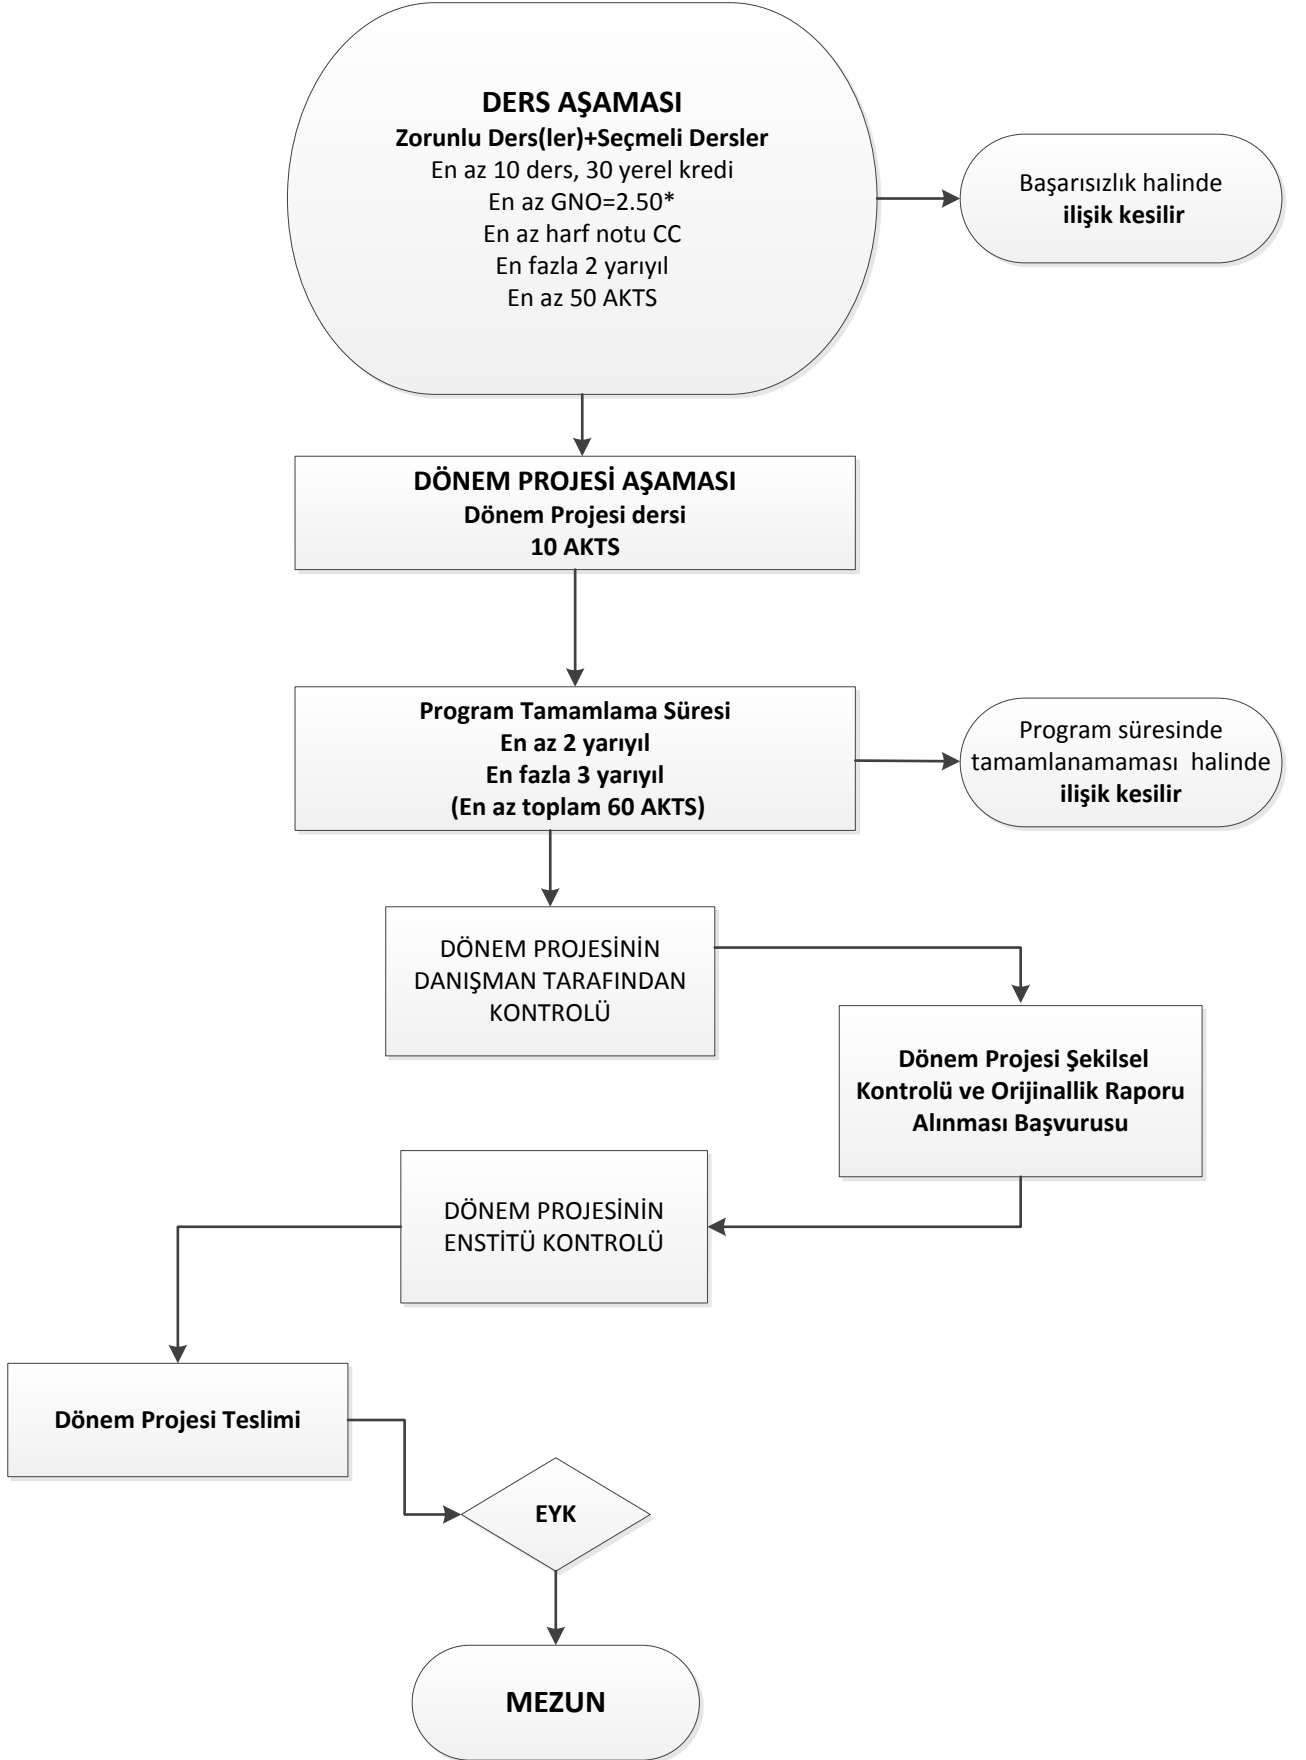 DERS AŞAMASI
Zorunlu Ders(ler)+Seçmeli Dersler
En az 10 ders, 30 yerel kredi
En az GNO=2.50*
En az harf notu CC
En fazla 2 yarıyıl
En az 50 AKTS
Başarısızlık halinde
ilişik kesilir
DÖNEM PROJESİ AŞAMASI
Dönem Projesi dersi
10 AKTS
Program Tamamlama Süresi
En az 2 yarıyıl
En fazla 3 yarıyıl
(En az toplam 60 AKTS)
Program süresinde
tamamlanamaması  halinde
ilişik kesilir
DÖNEM PROJESİNİN
DANIŞMAN TARAFINDAN
KONTROLÜ
Dönem Projesi Şekilsel
Kontrolü ve Orijinallik Raporu
Alınması Başvurusu
DÖNEM PROJESİNİN
ENSTİTÜ KONTROLÜ
Dönem Projesi Teslimi
EYK
MEZUN